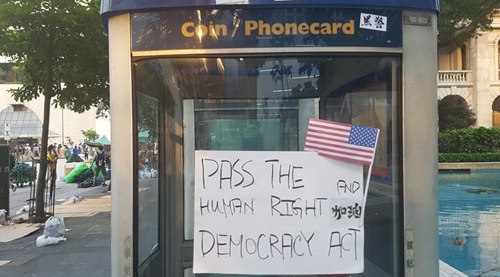 Coin / Phonecard
黑警
PASS THE
HUMAN RIGHT AND
加油
DEMOCRACY ACT